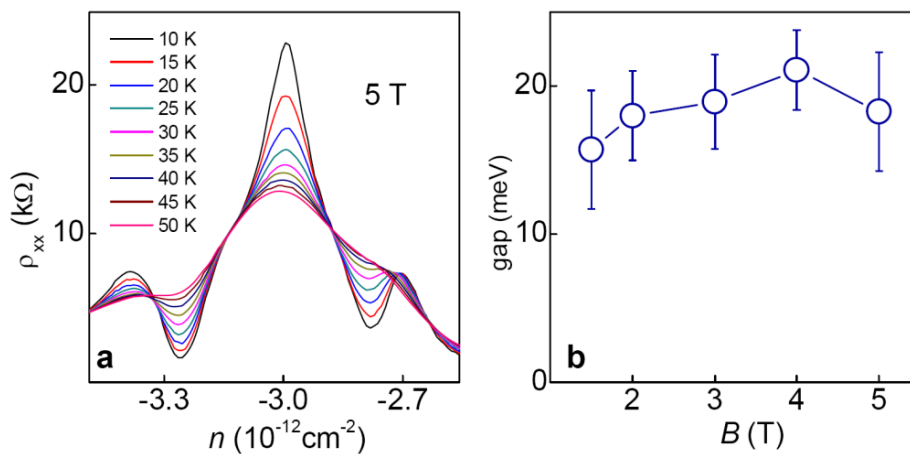 10 K
15 K
20 K
25 K
30 K
35 K
40 K
45 K
50 K
5 T
20
10
ρxx (kΩ)
a
-3.3
-3.0
-2.7
n (10-12cm-2)
20
10
0
gap (meV)
b
2
3
4
5
B (T)